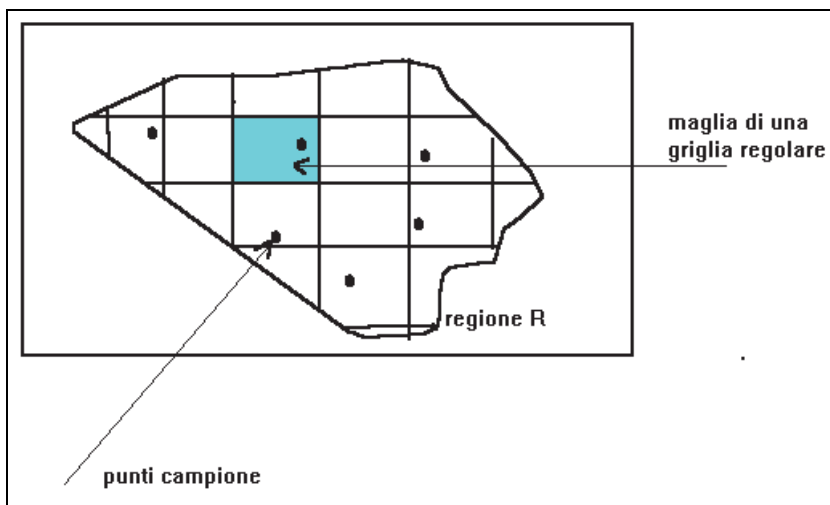 maglia di una
griglia regolare
regione R
punti campione